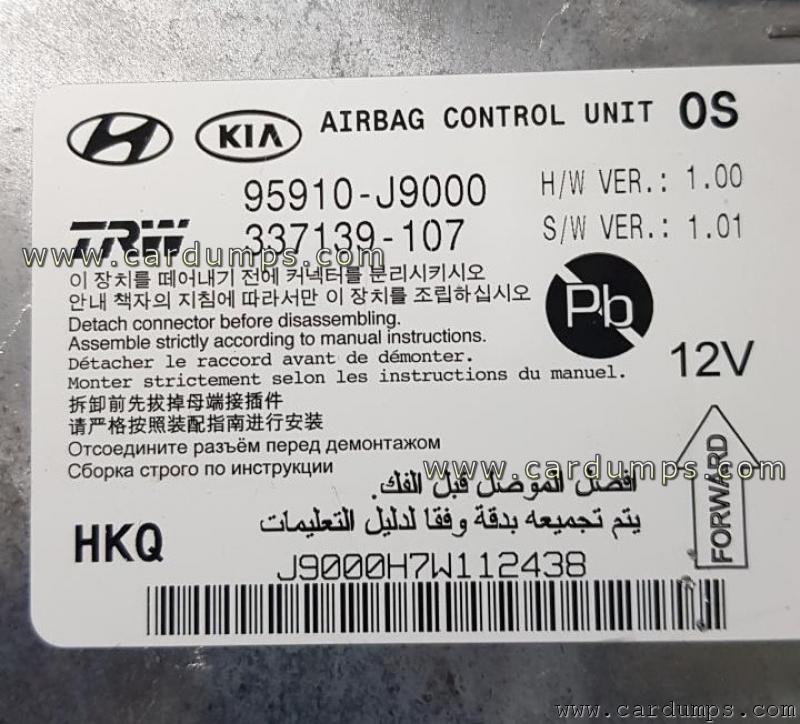 KIA AIRBAG CONTROL UNIT OS
95910-J9000 H/W VER.: 1.00
TRW 337139-107 S/W VER.: 1.01
www.cardumps.com
이 장치를 떼어내기 전에 커넥터를 분리시키시오
안내 책자의 지침에 따라서만 이 장치를 조립하십시오
Pb
Detach connector before disassembling.
Assemble strictly according to manual instructions.
Détacher le raccord avant de démonter.
Monter strictement selon les instructions du manuel.
12V
拆卸前先拔掉母端接插件
请严格按照装配指南进行安装
Отсоедините разъём перед демонтажом
Сборка строго по инструкции
www.cardumps.com
افصل الموصل قبل الفك.
يتم تجميعه بدقة وفقا لدليل التعليمات
FORWARD
HKQ
J9000H7W112438
www.cardumps.com